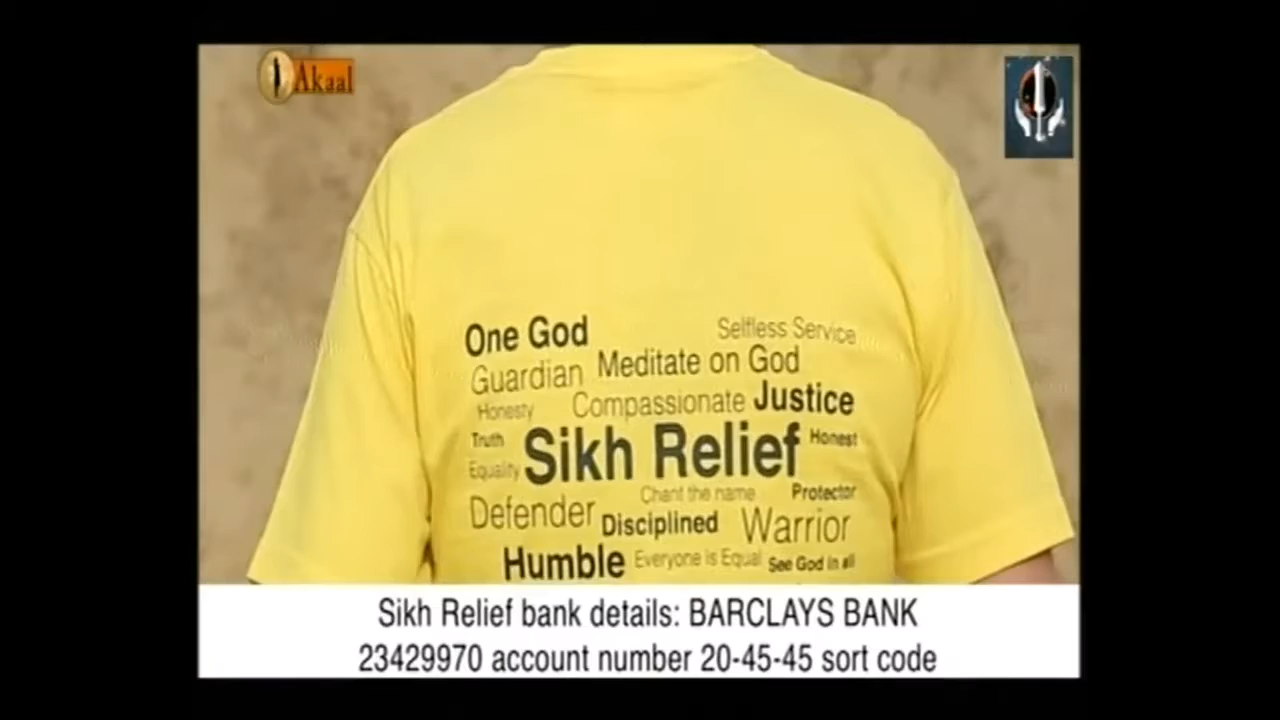 Akaal
One God Selfless Service
Guardian Meditate on God
Honesty Compassionate Justice
Truth Sikh Relief Honest
Equality
Chant the name Protector
Defender Disciplined Warrior
Humble Everyone is Equal See God in all
Sikh Relief bank details: BARCLAYS BANK
23429970 account number 20-45-45 sort code